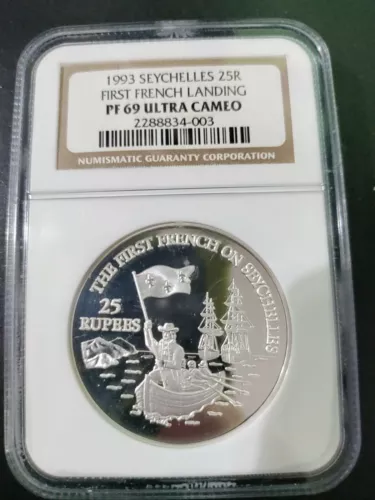 1993 SEYCHELLES 25R
FIRST FRENCH LANDING
PF 69 ULTRA CAMEO
2288834-003
NUMISMATIC GUARANTY CORPORATION
THE FIRST FRENCH ON SEYCHELLES
25
RUPEES